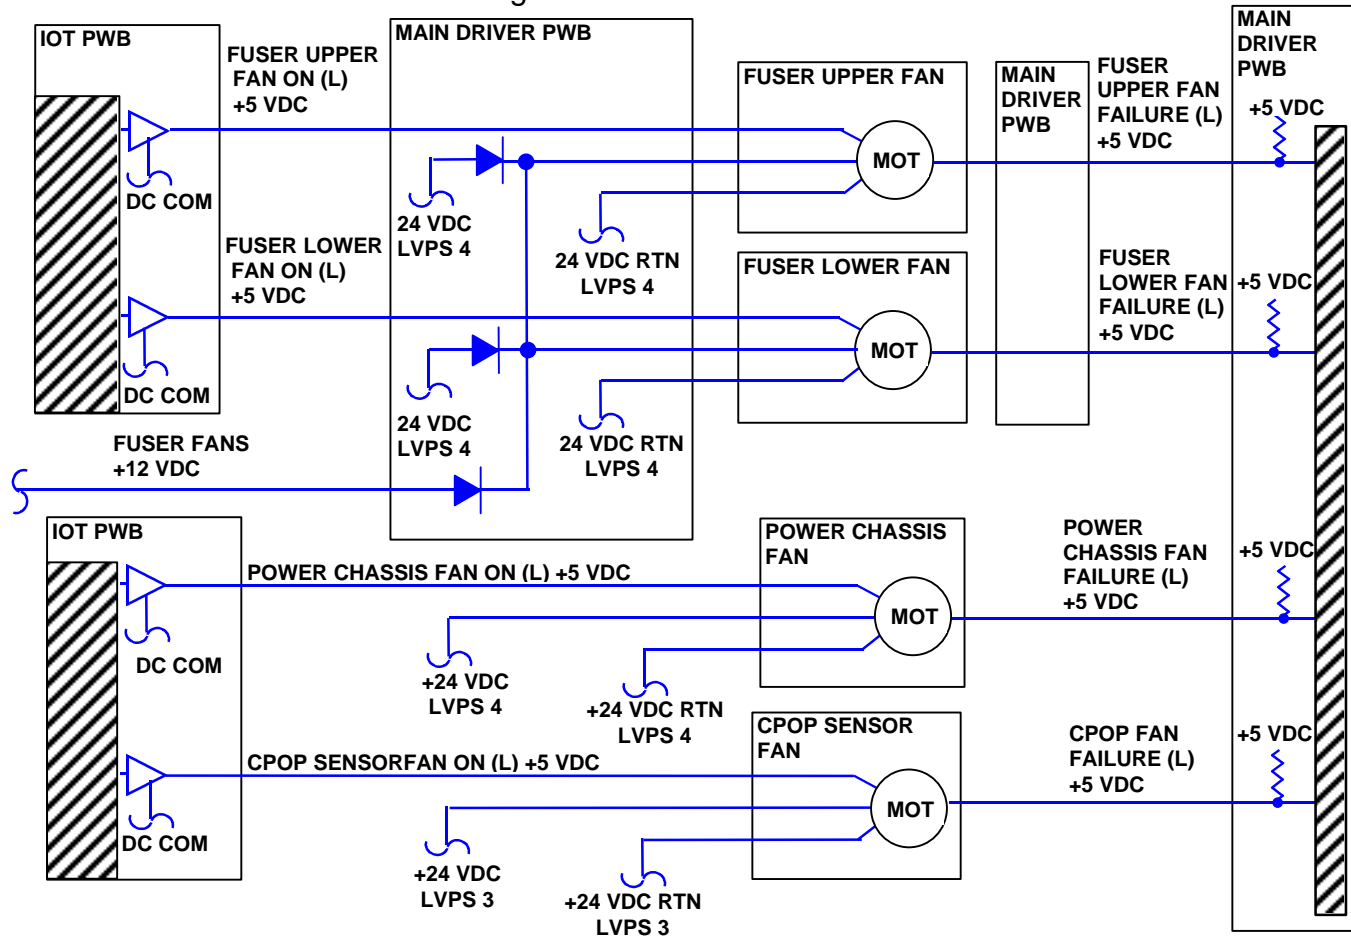 g
IOT PWB
FUSER UPPER
FAN ON (L)
+5 VDC
MAIN DRIVER PWB
FUSER UPPER FAN
MAIN
DRIVER
PWB
FUSER
UPPER FAN
FAILURE (L)
+5 VDC
MAIN
DRIVER
PWB
+5 VDC
MOT
DC COM
24 VDC
LVPS 4
24 VDC RTN
LVPS 4
FUSER LOWER
FAN ON (L)
+5 VDC
FUSER LOWER FAN
FUSER
LOWER FAN
FAILURE (L)
+5 VDC
+5 VDC
MOT
DC COM
24 VDC
LVPS 4
24 VDC RTN
LVPS 4
FUSER FANS
+12 VDC
IOT PWB
POWER CHASSIS FAN ON (L) +5 VDC
POWER CHASSIS
FAN
POWER
CHASSIS FAN
FAILURE (L)
+5 VDC
+5 VDC
MOT
DC COM
+24 VDC
LVPS 4
+24 VDC RTN
LVPS 4
CPOP SENSORFAN ON (L) +5 VDC
CPOP SENSOR
FAN
CPOP FAN
FAILURE (L)
+5 VDC
+5 VDC
MOT
DC COM
+24 VDC
LVPS 3
+24 VDC RTN
LVPS 3